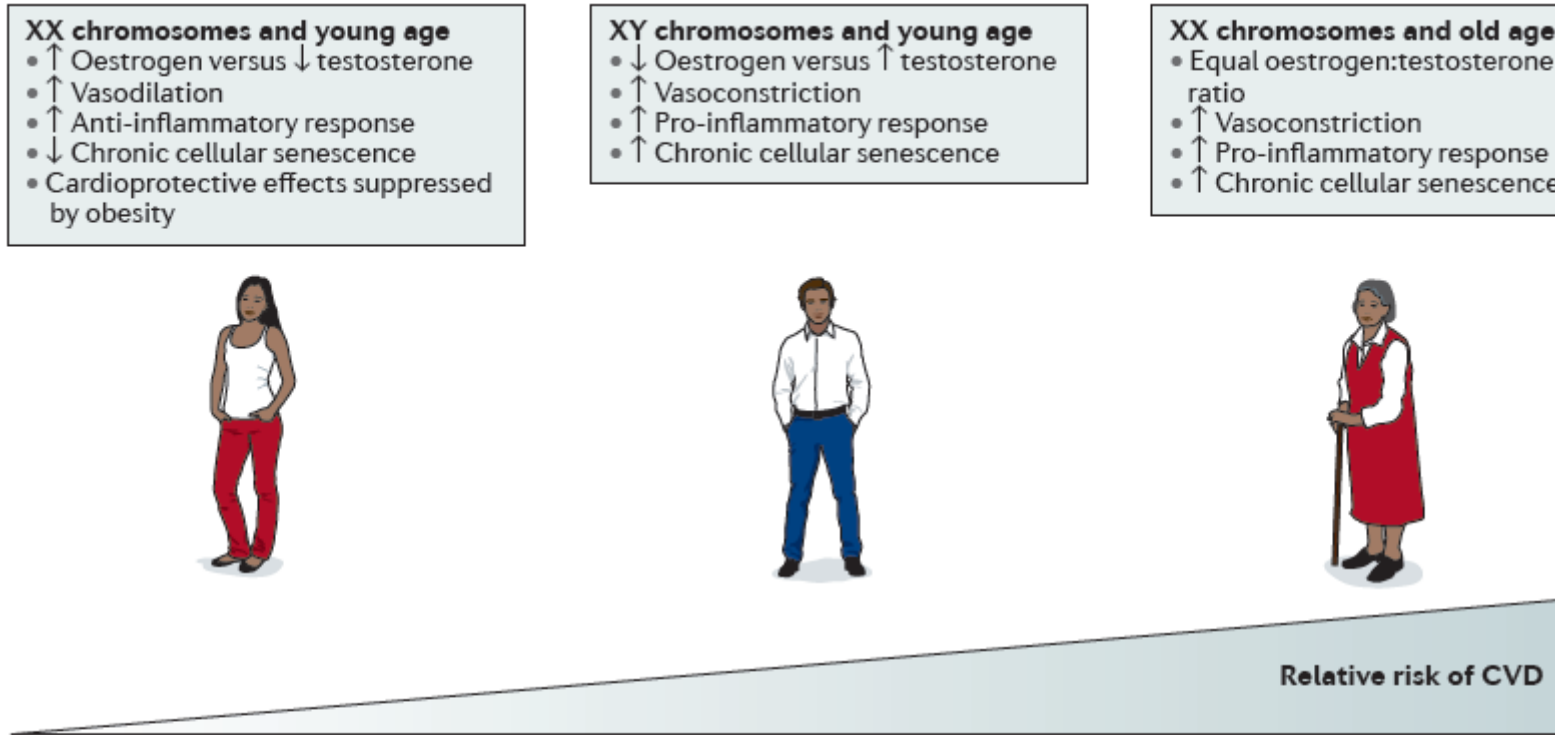 XX chromosomes and young age
• ↑ Oestrogen versus ↓ testosterone
• ↑ Vasodilation
• ↑ Anti-inflammatory response
• ↓ Chronic cellular senescence
• Cardioprotective effects suppressed
by obesity
XY chromosomes and young age
• ↓ Oestrogen versus ↑ testosterone
• ↑ Vasoconstriction
• ↑ Pro-inflammatory response
• ↑ Chronic cellular senescence
XX chromosomes and old age
• Equal oestrogen:testosterone
ratio
• ↑ Vasoconstriction
• ↑ Pro-inflammatory response
• ↑ Chronic cellular senescence
Relative risk of CVD